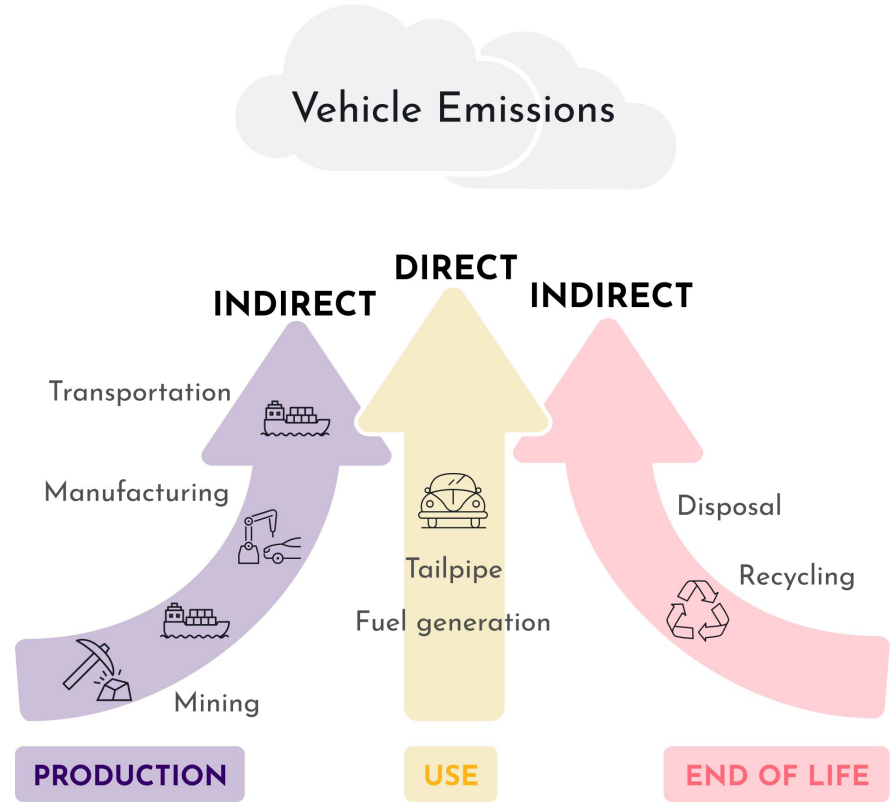 Vehicle Emissions
DIRECT
INDIRECT
INDIRECT
Transportation
Manufacturing
Disposal
Tailpipe
Recycling
Fuel generation
Mining
PRODUCTION
USE
END OF LIFE